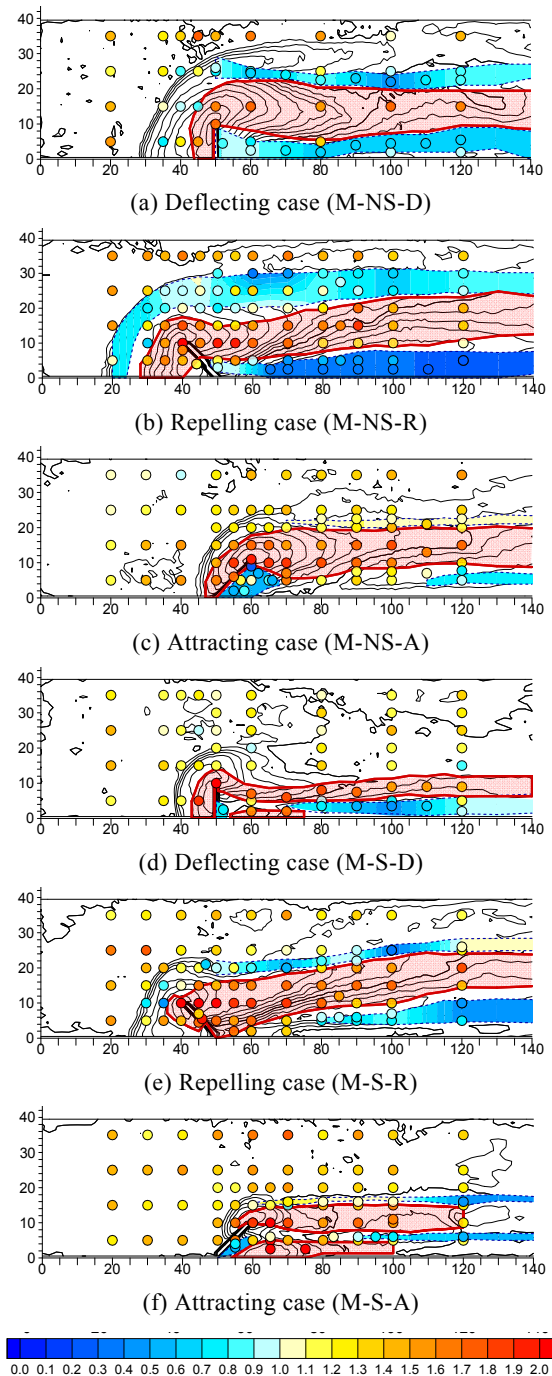 40
30
20
10
0
0 20 40 60 80 100 120 140
(a) Deflecting case (M-NS-D)
40
30
20
10
0
0 20 40 60 80 100 120 140
(b) Repelling case (M-NS-R)
40
30
20
10
0
0 20 40 60 80 100 120 140
(c) Attracting case (M-NS-A)
40
30
20
10
0
0 20 40 60 80 100 120 140
(d) Deflecting case (M-S-D)
40
30
20
10
0
0 20 40 60 80 100 120 140
(e) Repelling case (M-S-R)
40
30
20
10
0
0 20 40 60 80 100 120 140
(f) Attracting case (M-S-A)
0.0 0.1 0.2 0.3 0.4 0.5 0.6 0.7 0.8 0.9 1.0 1.1 1.2 1.3 1.4 1.5 1.6 1.7 1.8 1.9 2.0